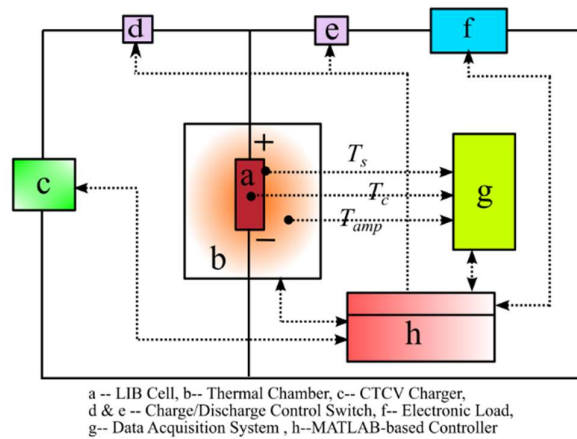 d
e
f
+
a
T_s
c
T_c
g
T_amp
−
b
h
a -- LIB Cell, b-- Thermal Chamber, c-- CTCV Charger,
d & e -- Charge/Discharge Control Switch, f-- Electronic Load,
g-- Data Acquisition System , h--MATLAB-based Controller